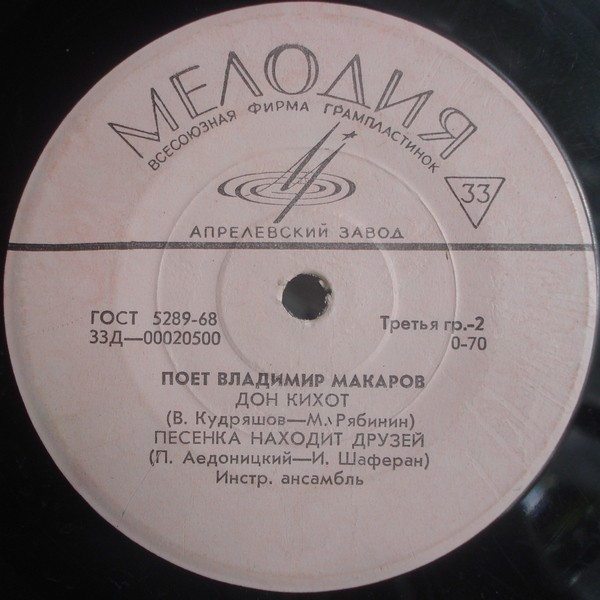 МЕЛОДИЯ
ВСЕСОЮЗНАЯ ФИРМА ГРАМПЛАСТИНОК
33
АПРЕЛЕВСКИЙ ЗАВОД
ГОСТ 5289-68 Третья гр.-2
33Д—00020500 0-70
ПОЕТ ВЛАДИМИР МАКАРОВ
ДОН КИХОТ
(В. Кудряшов—М. Рябинин)
ПЕСЕНКА НАХОДИТ ДРУЗЕЙ
(П. Аедоницкий—И. Шаферан)
Инстр. ансамбль